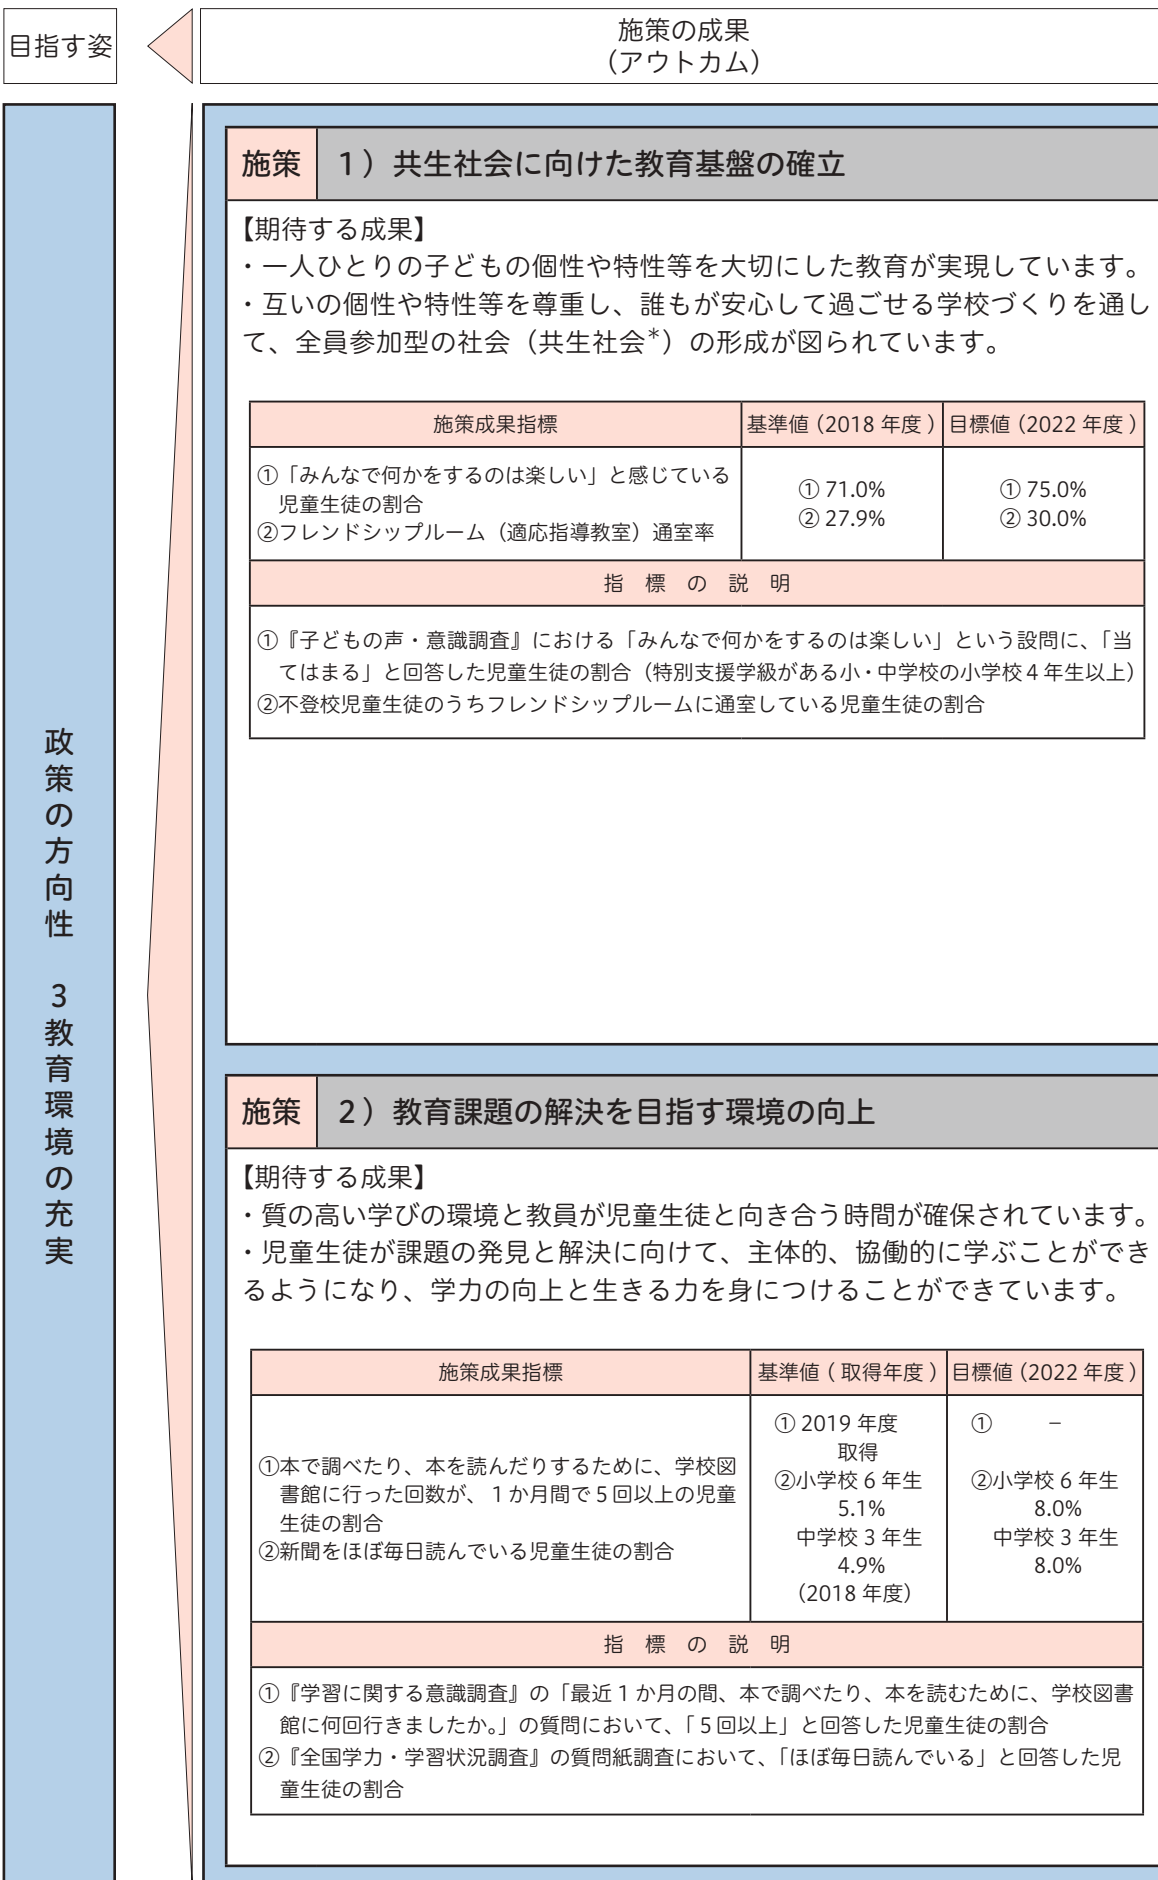 目指す姿
施策の成果
（アウトカム）
政策の方向性　3教育環境の充実
施策
1）共生社会に向けた教育基盤の確立
【期待する成果】
・一人ひとりの子どもの個性や特性等を大切にした教育が実現しています。
・互いの個性や特性等を尊重し、誰もが安心して過ごせる学校づくりを通し
て、全員参加型の社会（共生社会*）の形成が図られています。
施策成果指標
基準値（2018 年度）
目標値（2022 年度）
①「みんなで何かをするのは楽しい」と感じている
児童生徒の割合
②フレンドシップルーム（適応指導教室）通室率
① 71.0%
② 27.9%
① 75.0%
② 30.0%
指　標　の　説　明
①『子どもの声・意識調査』における「みんなで何かをするのは楽しい」という設問に、「当
てはまる」と回答した児童生徒の割合（特別支援学級がある小・中学校の小学校４年生以上）
②不登校児童生徒のうちフレンドシップルームに通室している児童生徒の割合
施策
2）教育課題の解決を目指す環境の向上
【期待する成果】
・質の高い学びの環境と教員が児童生徒と向き合う時間が確保されています。
・児童生徒が課題の発見と解決に向けて、主体的、協働的に学ぶことができ
るようになり、学力の向上と生きる力を身につけることができています。
施策成果指標
基準値（取得年度）
目標値（2022 年度）
①本で調べたり、本を読んだりするために、学校図
書館に行った回数が、１か月間で５回以上の児童
生徒の割合
②新聞をほぼ毎日読んでいる児童生徒の割合
① 2019 年度
取得
②小学校 6 年生
5.1%
中学校 3 年生
4.9%
（2018 年度）
①　　−
②小学校 6 年生
8.0%
中学校 3 年生
8.0%
指　標　の　説　明
①『学習に関する意識調査』の「最近１か月の間、本で調べたり、本を読むために、学校図書
館に何回行きましたか。」の質問において、「５回以上」と回答した児童生徒の割合
②『全国学力・学習状況調査』の質問紙調査において、「ほぼ毎日読んでいる」と回答した児
童生徒の割合